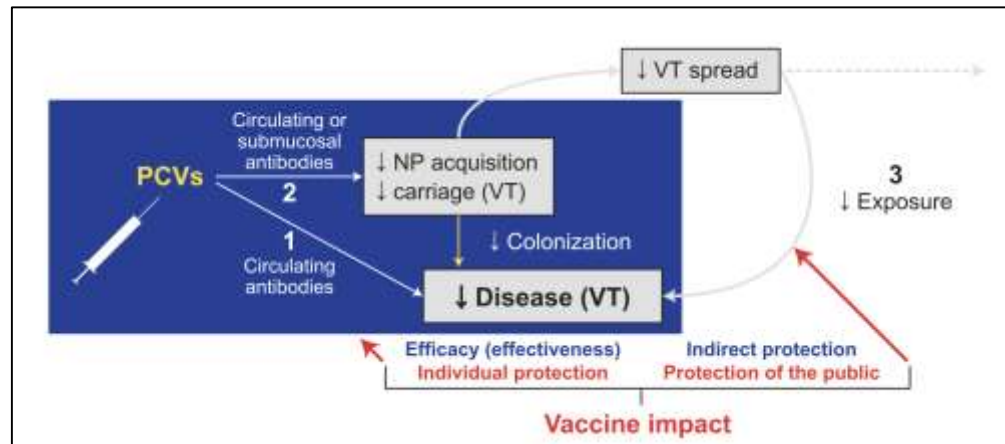 ↓ VT spread
Circulating or
submucosal
antibodies
PCVs
2
↓ NP acquisition
↓ carriage (VT)
3
↓ Exposure
1
Circulating
antibodies
↓ Colonization
↓ Disease (VT)
Efficacy (effectiveness)
Individual protection
Indirect protection
Protection of the public
Vaccine impact